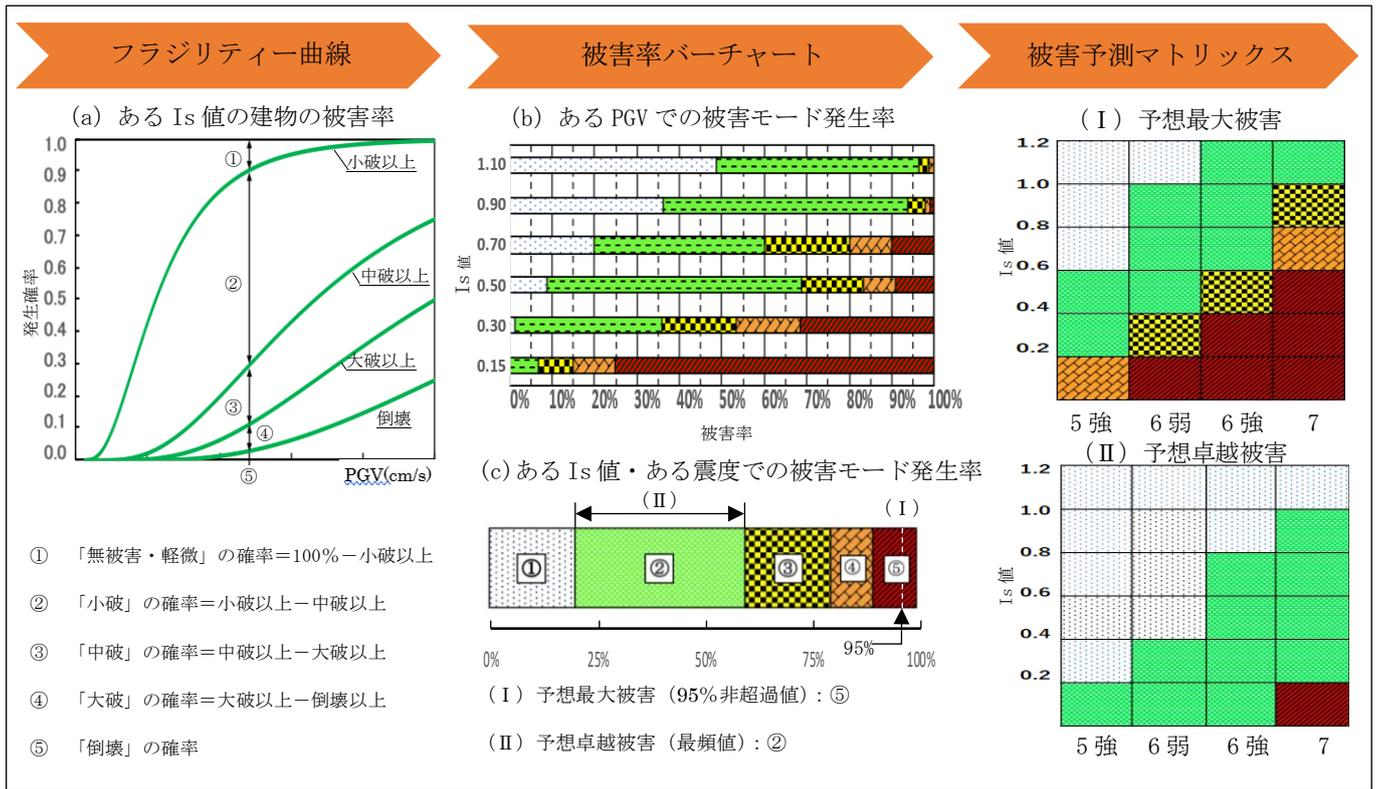 フラジリティー曲線
被害率バーチャート
被害予測マトリックス
(a) ある Is 値の建物の被害率
1.0
0.9
0.8
0.7
0.6
0.5
0.4
0.3
0.2
0.1
0.0
発生確率
①
②
③
④
⑤
小破以上
中破以上
大破以上
倒壊
PGV(cm/s)
① 「無被害・軽微」の確率＝100%－小破以上
② 「小破」の確率＝小破以上－中破以上
③ 「中破」の確率＝中破以上－大破以上
④ 「大破」の確率＝大破以上－倒壊以上
⑤ 「倒壊」の確率
(b) ある PGV での被害モード発生率
Is 値
1.10
0.90
0.70
0.50
0.30
0.15
0% 10% 20% 30% 40% 50% 60% 70% 80% 90% 100%
被害率
(c)ある Is 値・ある震度での被害モード発生率
(Ⅱ) (Ⅰ)
① ② ③ ④ ⑤
95%
0% 25% 50% 75% 100%
(Ⅰ) 予想最大被害 (95%非超過値)：⑤
(Ⅱ) 予想卓越被害 (最頻値)：②
(Ⅰ) 予想最大被害
1.2
1.0
0.8
0.6
0.4
0.2
Is 値
5 強 6 弱 6 強 7
(Ⅱ) 予想卓越被害
1.2
1.0
0.8
0.6
0.4
0.2
Is 値
5 強 6 弱 6 強 7